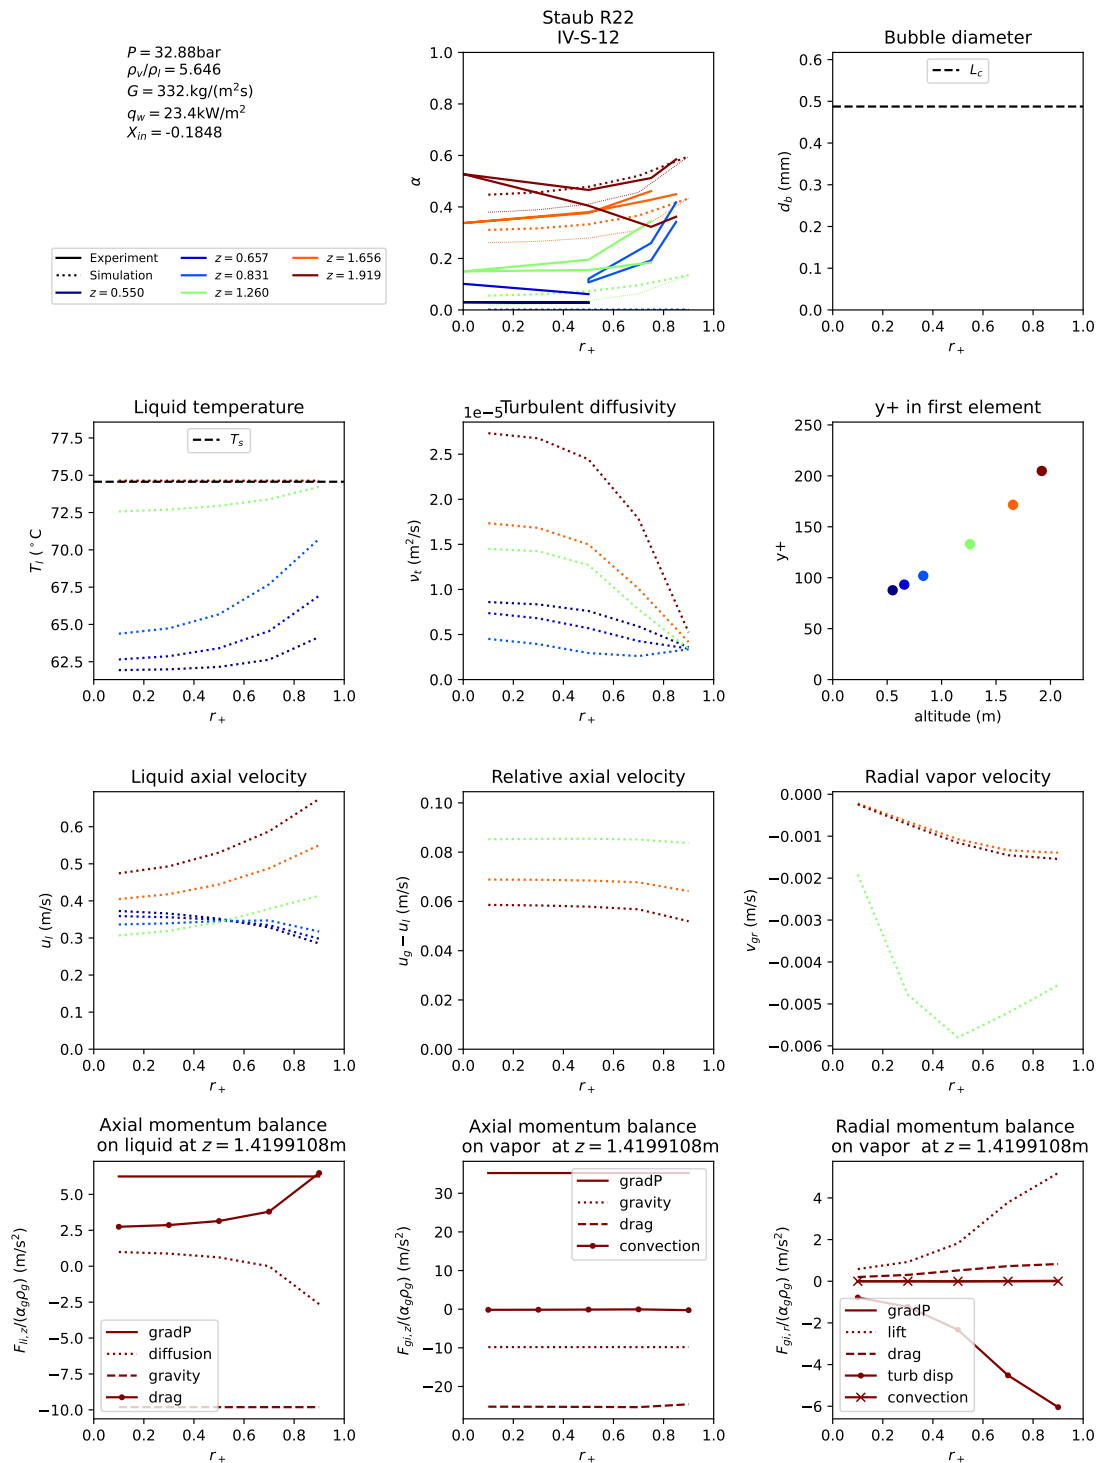 P = 32.88bar
ρv/ρl = 5.646
G = 332.kg/(m²s)
qw = 23.4kW/m²
Xin = -0.1848
Experiment
Simulation
z = 0.550
z = 0.657
z = 0.831
z = 1.260
z = 1.656
z = 1.919
Staub R22
IV-S-12
α
1.0
0.8
0.6
0.4
0.2
0.0
0.0 0.2 0.4 0.6 0.8 1.0
r+
Bubble diameter
Lc
db (mm)
0.6
0.5
0.4
0.3
0.2
0.1
0.0
0.0 0.2 0.4 0.6 0.8 1.0
r+
Liquid temperature
Ts
Tl (°C
77.5
75.0
72.5
70.0
67.5
65.0
62.5
0.0 0.2 0.4 0.6 0.8 1.0
r+
1e−5
Turbulent diffusivity
νt (m²/s)
2.5
2.0
1.5
1.0
0.5
0.0
0.0 0.2 0.4 0.6 0.8 1.0
r+
y+ in first element
y+
250
200
150
100
50
0
0.5 1.0 1.5 2.0
altitude (m)
Liquid axial velocity
ul (m/s)
0.6
0.5
0.4
0.3
0.2
0.1
0.0
0.0 0.2 0.4 0.6 0.8 1.0
r+
Relative axial velocity
ug − ul (m/s)
0.10
0.08
0.06
0.04
0.02
0.00
0.0 0.2 0.4 0.6 0.8 1.0
r+
Radial vapor velocity
vgr (m/s)
0.000
−0.001
−0.002
−0.003
−0.004
−0.005
−0.006
0.0 0.2 0.4 0.6 0.8 1.0
r+
Axial momentum balance
on liquid at z = 1.4199108m
Fli,z/(αgρg) (m/s²)
5.0
2.5
0.0
−2.5
−5.0
−7.5
−10.0
gradP
diffusion
gravity
drag
0.0 0.2 0.4 0.6 0.8 1.0
r+
Axial momentum balance
on vapor at z = 1.4199108m
Fgi,z/(αgρg) (m/s²)
30
20
10
0
−10
−20
gradP
gravity
drag
convection
0.0 0.2 0.4 0.6 0.8 1.0
r+
Radial momentum balance
on vapor at z = 1.4199108m
Fgi,r/(αgρg) (m/s²)
4
2
0
−2
−4
−6
gradP
lift
drag
turb disp
convection
0.0 0.2 0.4 0.6 0.8 1.0
r+